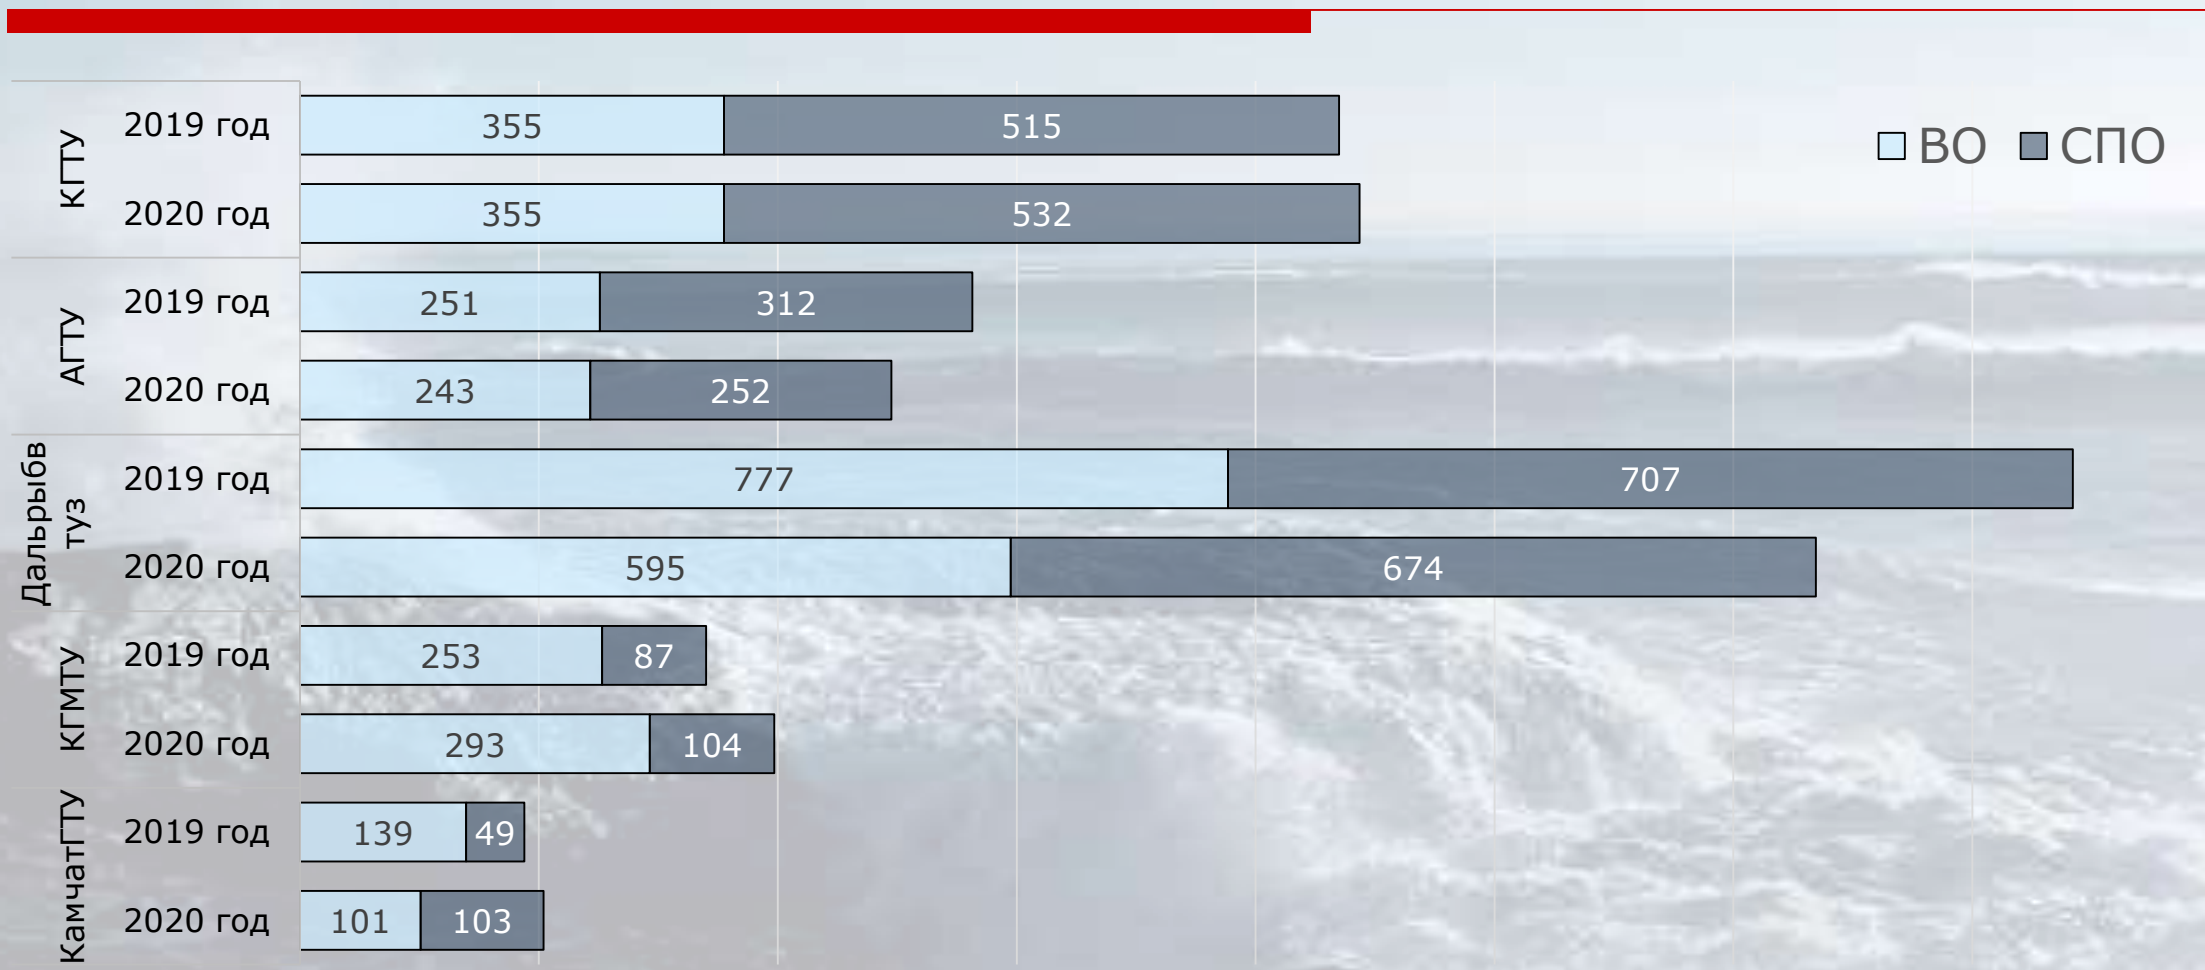 ВО СПО
КГТУ
2019 год 355 515
2020 год 355 532
АГТУ
2019 год 251 312
2020 год 243 252
Дальрыбв
туз
2019 год 777 707
2020 год 595 674
КГМТУ
2019 год 253 87
2020 год 293 104
КамчатГТУ
2019 год 139 49
2020 год 101 103